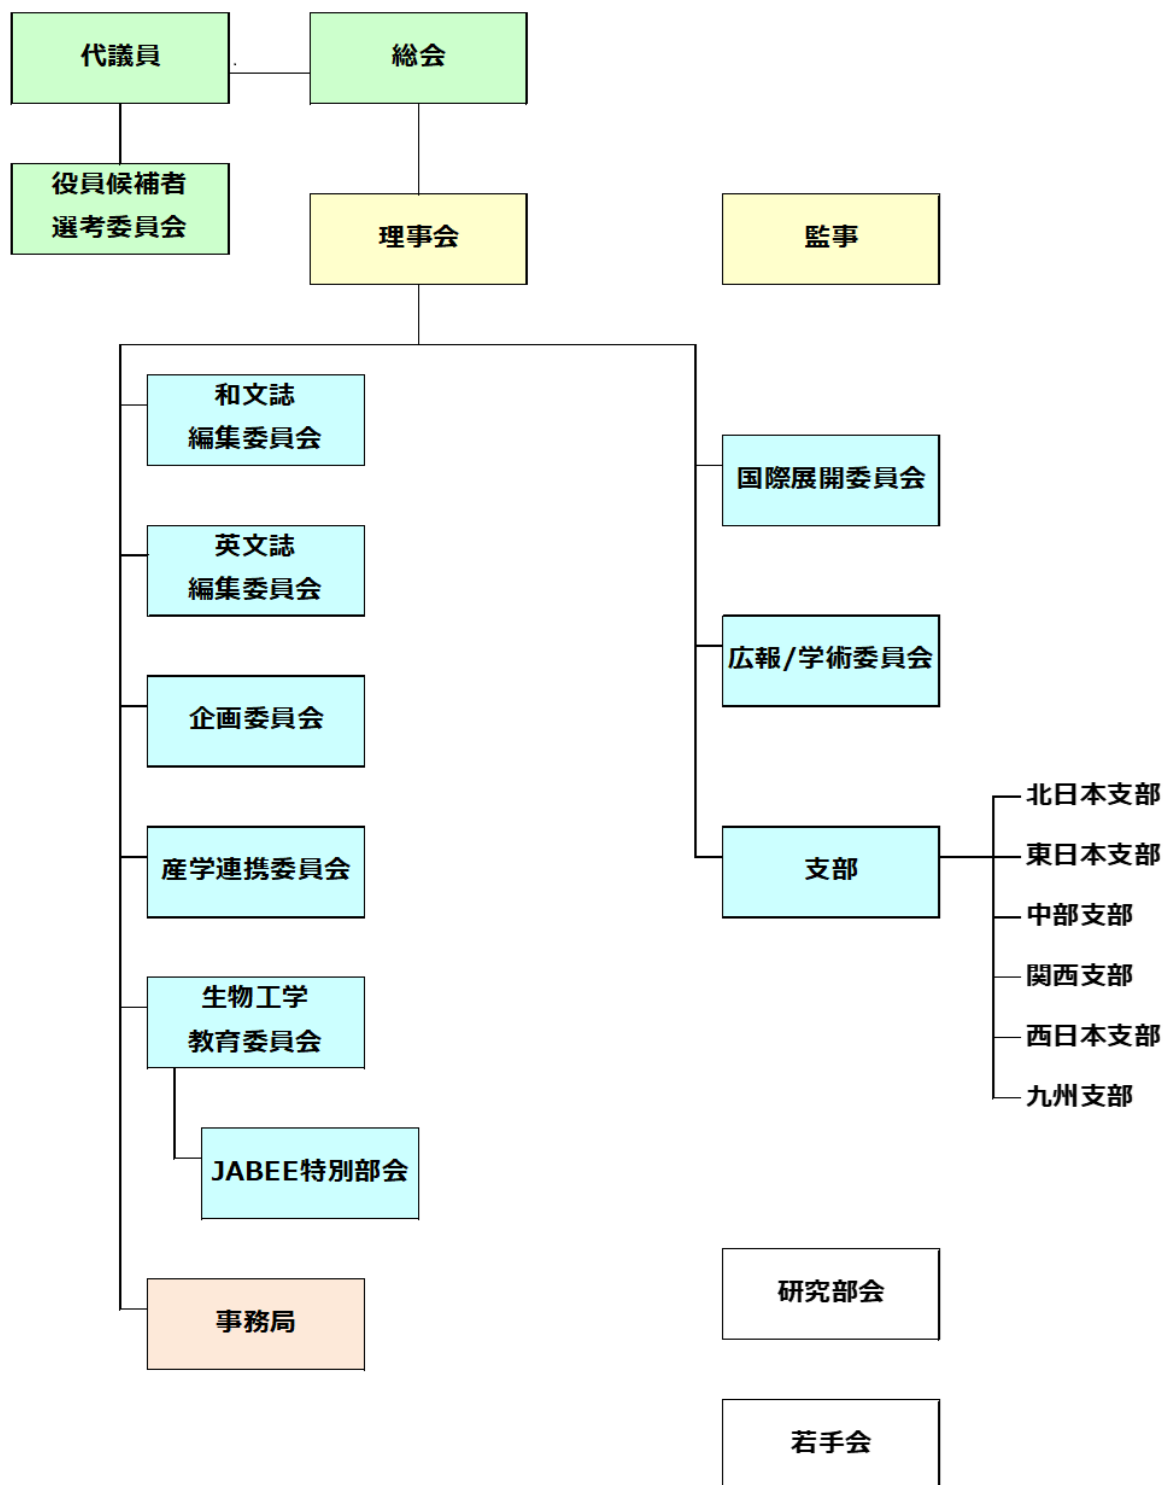 代議員
総会
役員候補者
選考委員会
理事会
監事
和文誌
編集委員会
国際展開委員会
英文誌
編集委員会
広報/学術委員会
企画委員会
産学連携委員会
支部
北日本支部
東日本支部
中部支部
関西支部
西日本支部
九州支部
生物工学
教育委員会
JABEE特別部会
事務局
研究部会
若手会